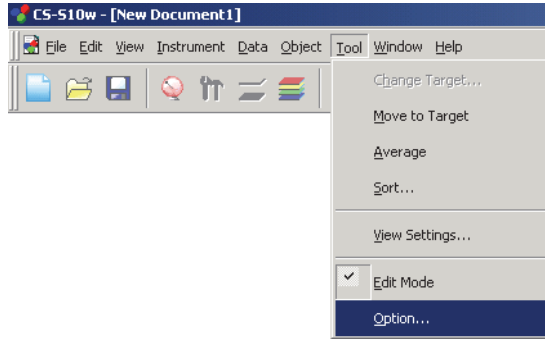 CS-S10w - [New Document1]
File Edit View Instrument Data Object Tool Window Help
Change Target...
Move to Target
Average
Sort...
View Settings...
Edit Mode
Option...